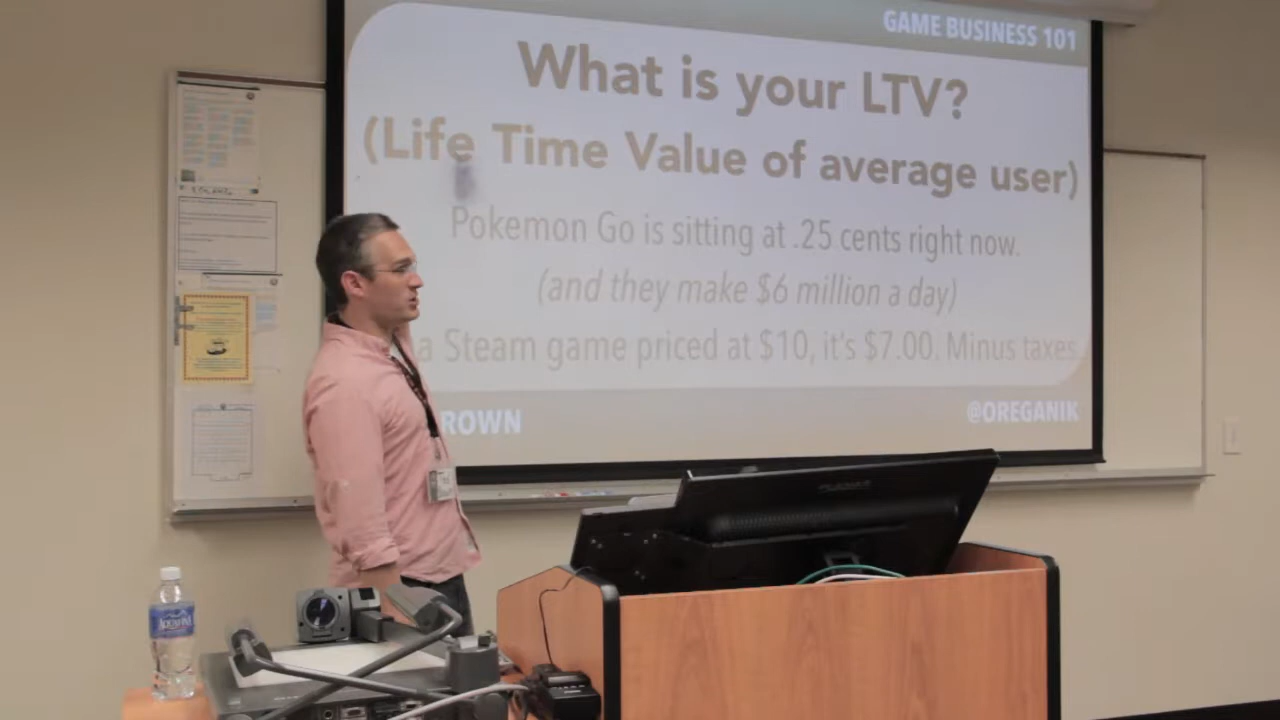 GAME BUSINESS 101
What is your LTV?
(Life Time Value of average user)
Pokemon Go is sitting at .25 cents right now.
(and they make $6 million a day)
a Steam game priced at $10, it's $7.00. Minus taxes.
ROWN
@OREGANIK
AQUAFINA